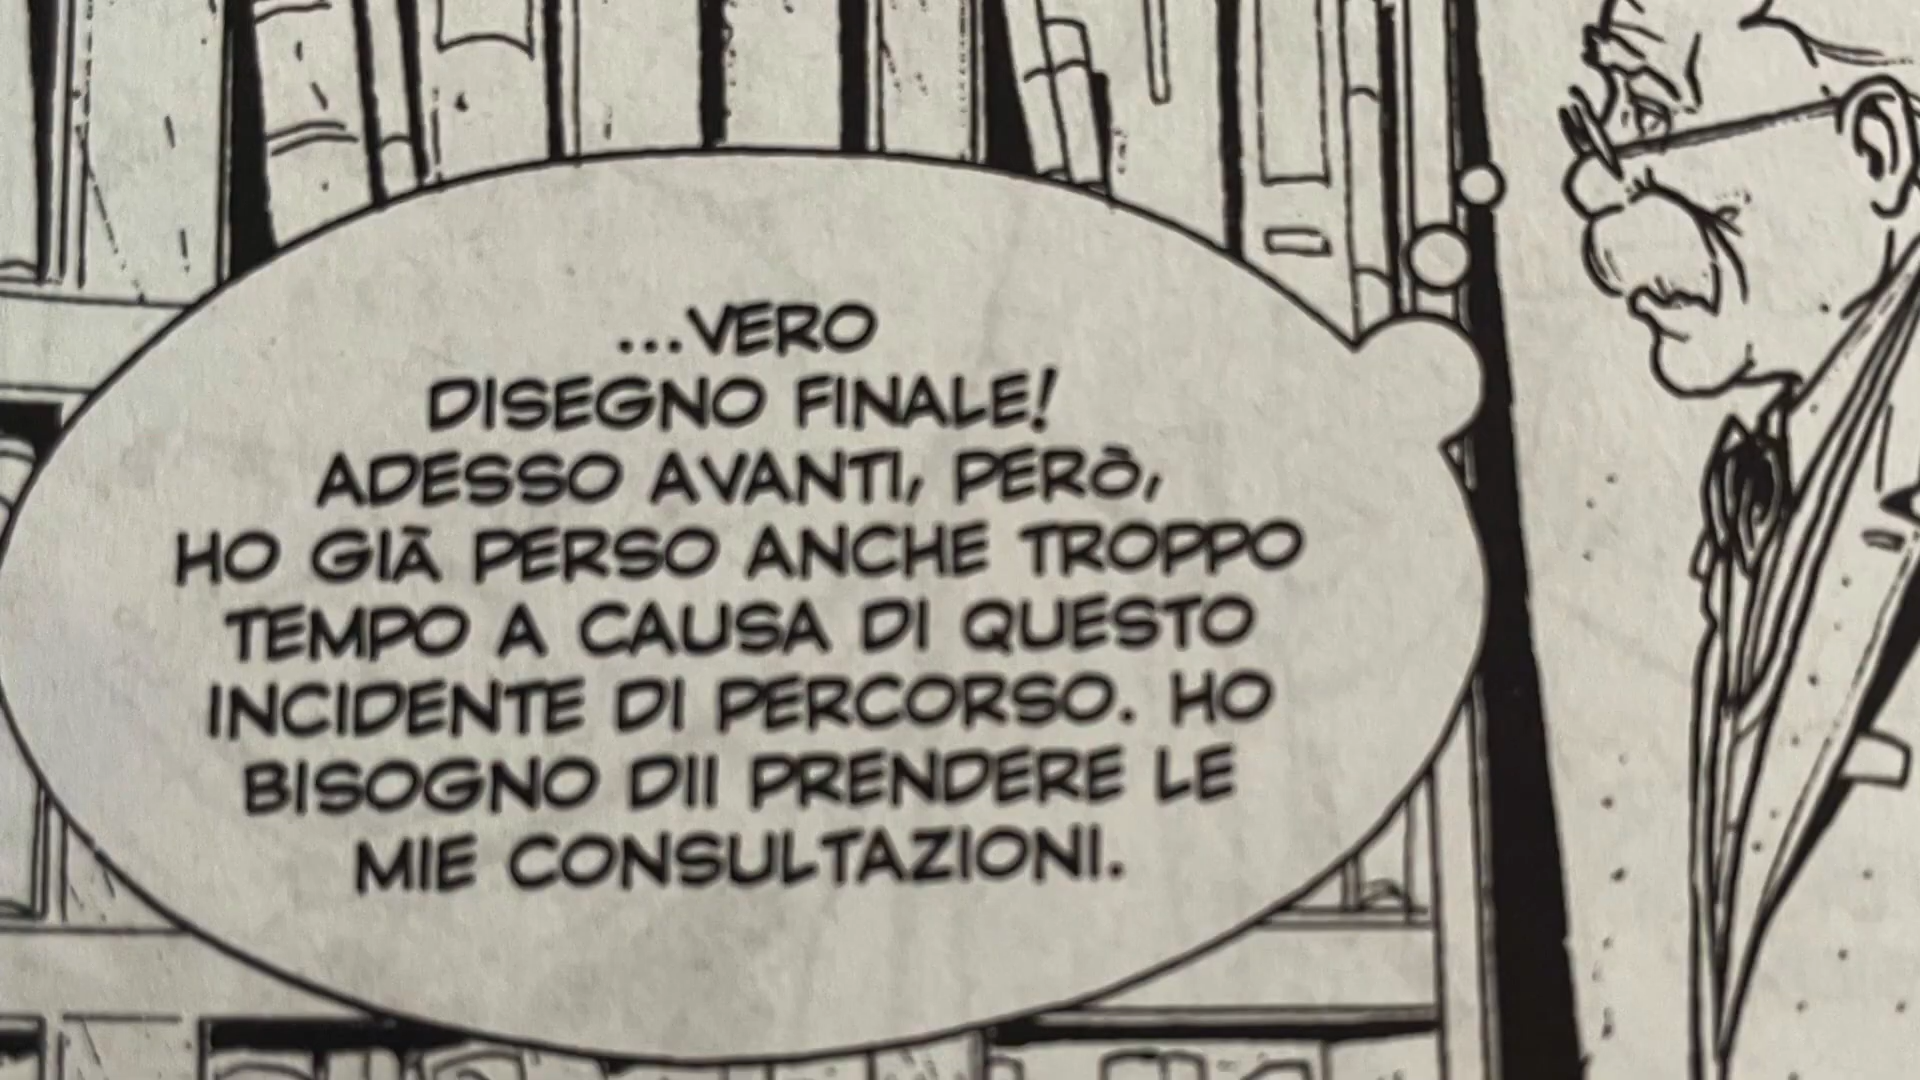 ...VERO
DISEGNO FINALE!
ADESSO AVANTI, PERÒ,
HO GIÀ PERSO ANCHE TROPPO
TEMPO A CAUSA DI QUESTO
INCIDENTE DI PERCORSO. HO
BISOGNO DII PRENDERE LE
MIE CONSULTAZIONI.